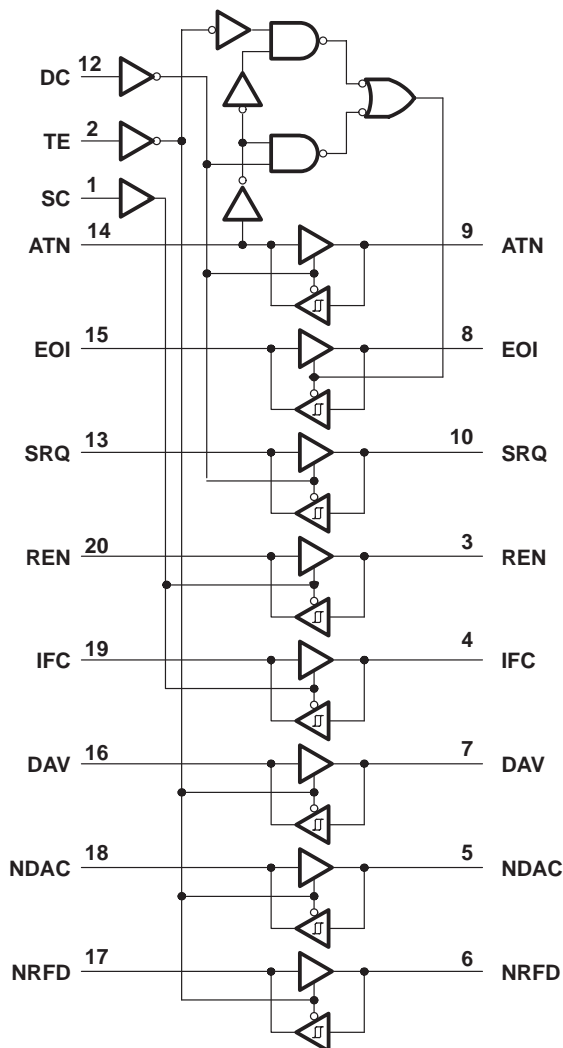 DC 12
TE 2
SC 1
ATN 14 9 ATN
EOI 15 8 EOI
SRQ 13 10 SRQ
REN 20 3 REN
IFC 19 4 IFC
DAV 16 7 DAV
NDAC 18 5 NDAC
NRFD 17 6 NRFD